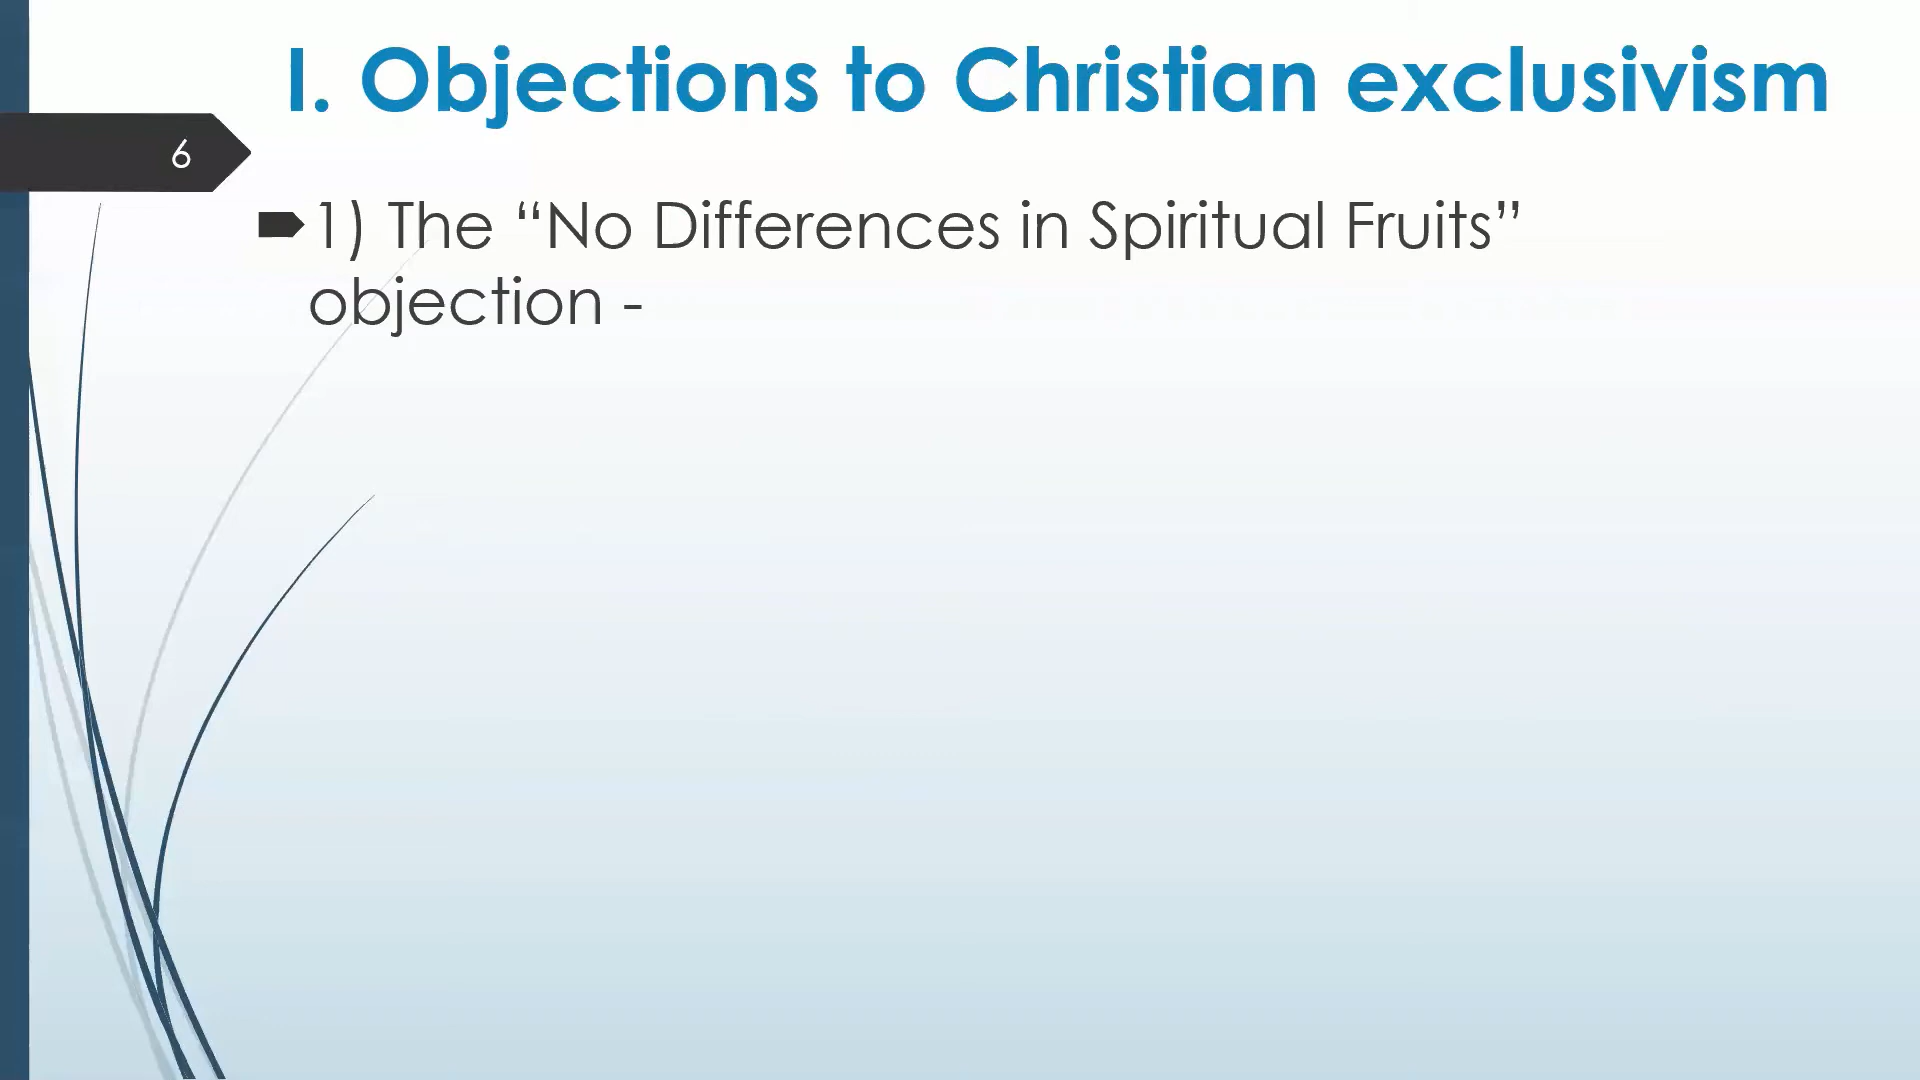 I. Objections to Christian exclusivism
6
1) The “No Differences in Spiritual Fruits”
objection -